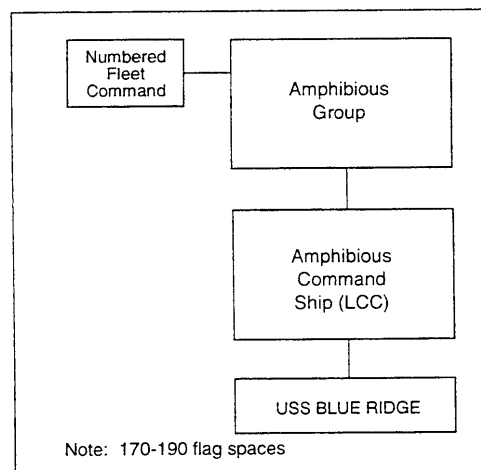 Numbered
Fleet
Command
Amphibious
Group
Amphibious
Command
Ship (LCC)
USS BLUE RIDGE
Note: 170-190 flag spaces